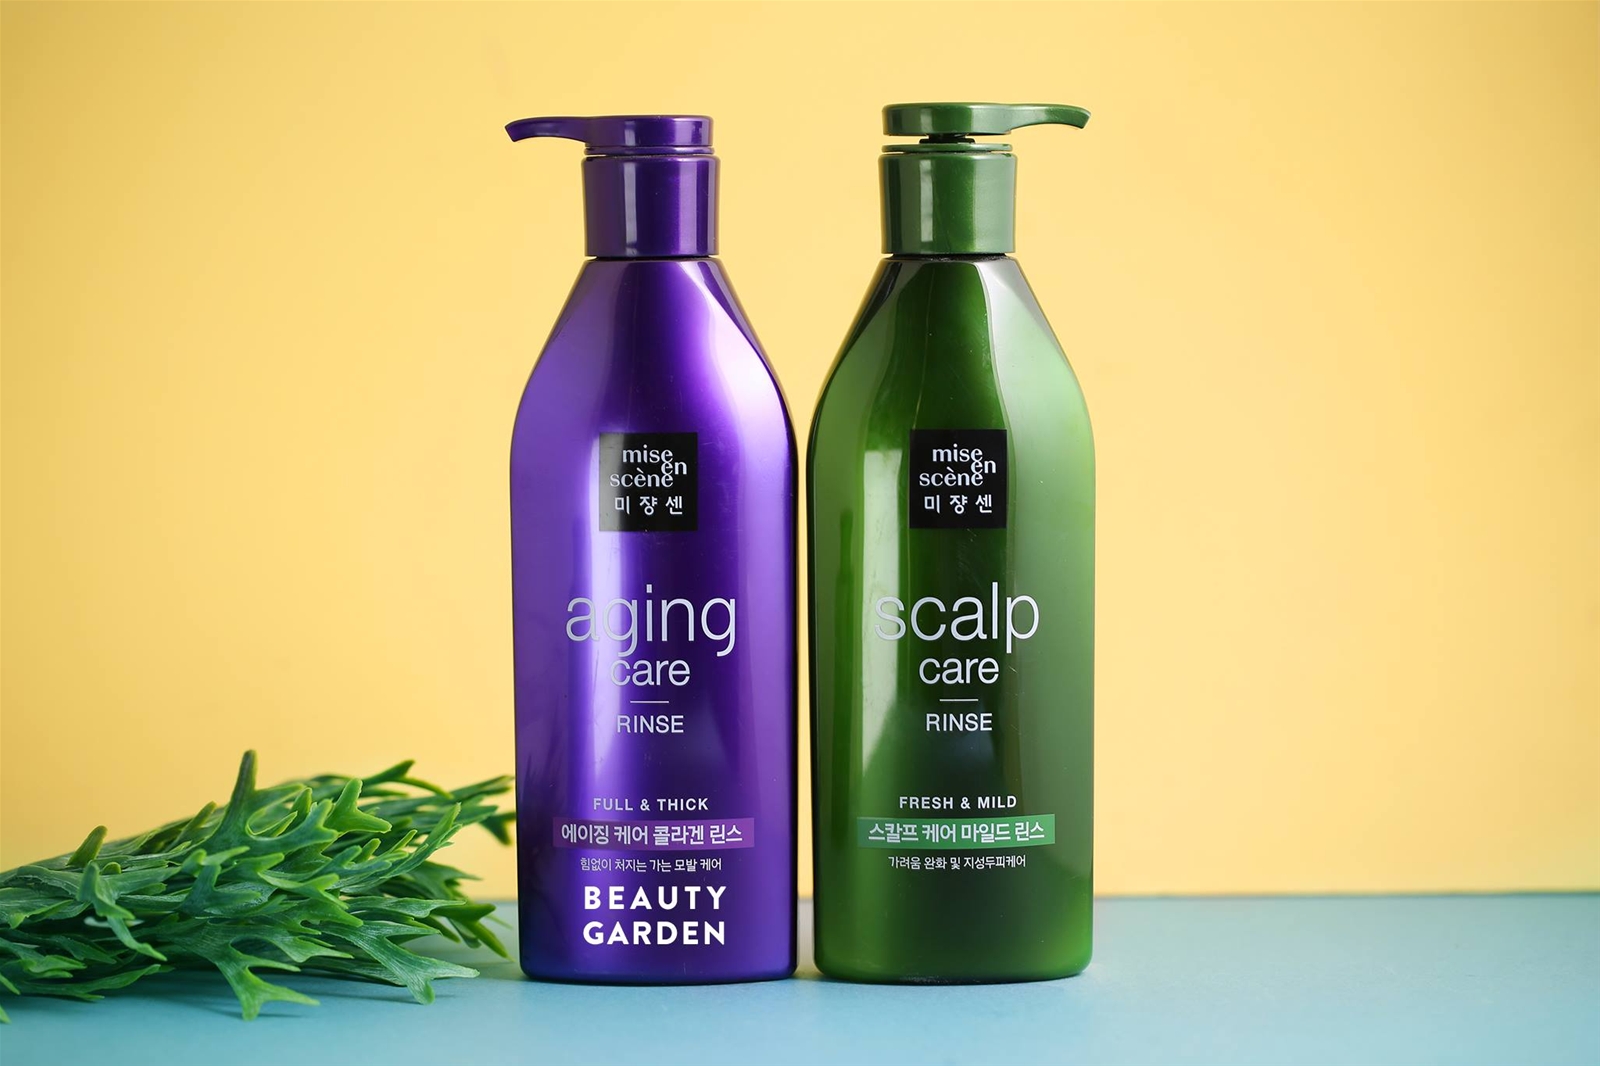 mise
en
scène
미쟝센
aging
care
RINSE
FULL & THICK
에이징 케어 콜라겐 린스
힘없이 처지는 가는 모발 케어
BEAUTY
GARDEN
mise
en
scène
미쟝센
scalp
care
RINSE
FRESH & MILD
스칼프 케어 마일드 린스
가려움 완화 및 지성두피케어